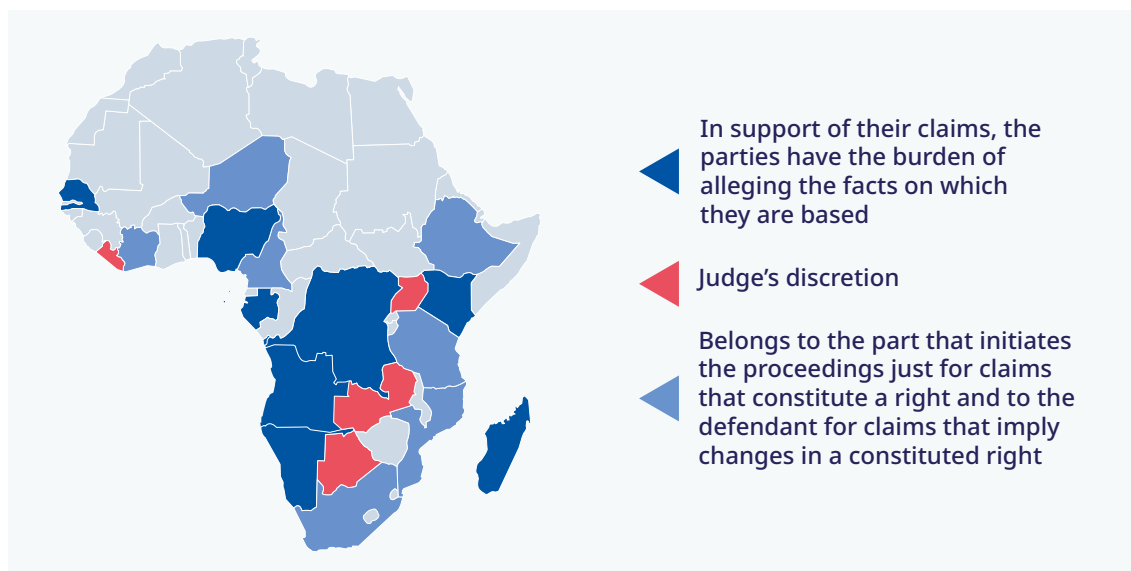 In support of their claims, the
parties have the burden of
alleging the facts on which
they are based
Judge’s discretion
Belongs to the part that initiates
the proceedings just for claims
that constitute a right and to the
defendant for claims that imply
changes in a constituted right